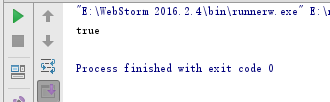 "E:\WebStorm 2016.2.4\bin\runnerw.exe" E:\
true
Process finished with exit code 0